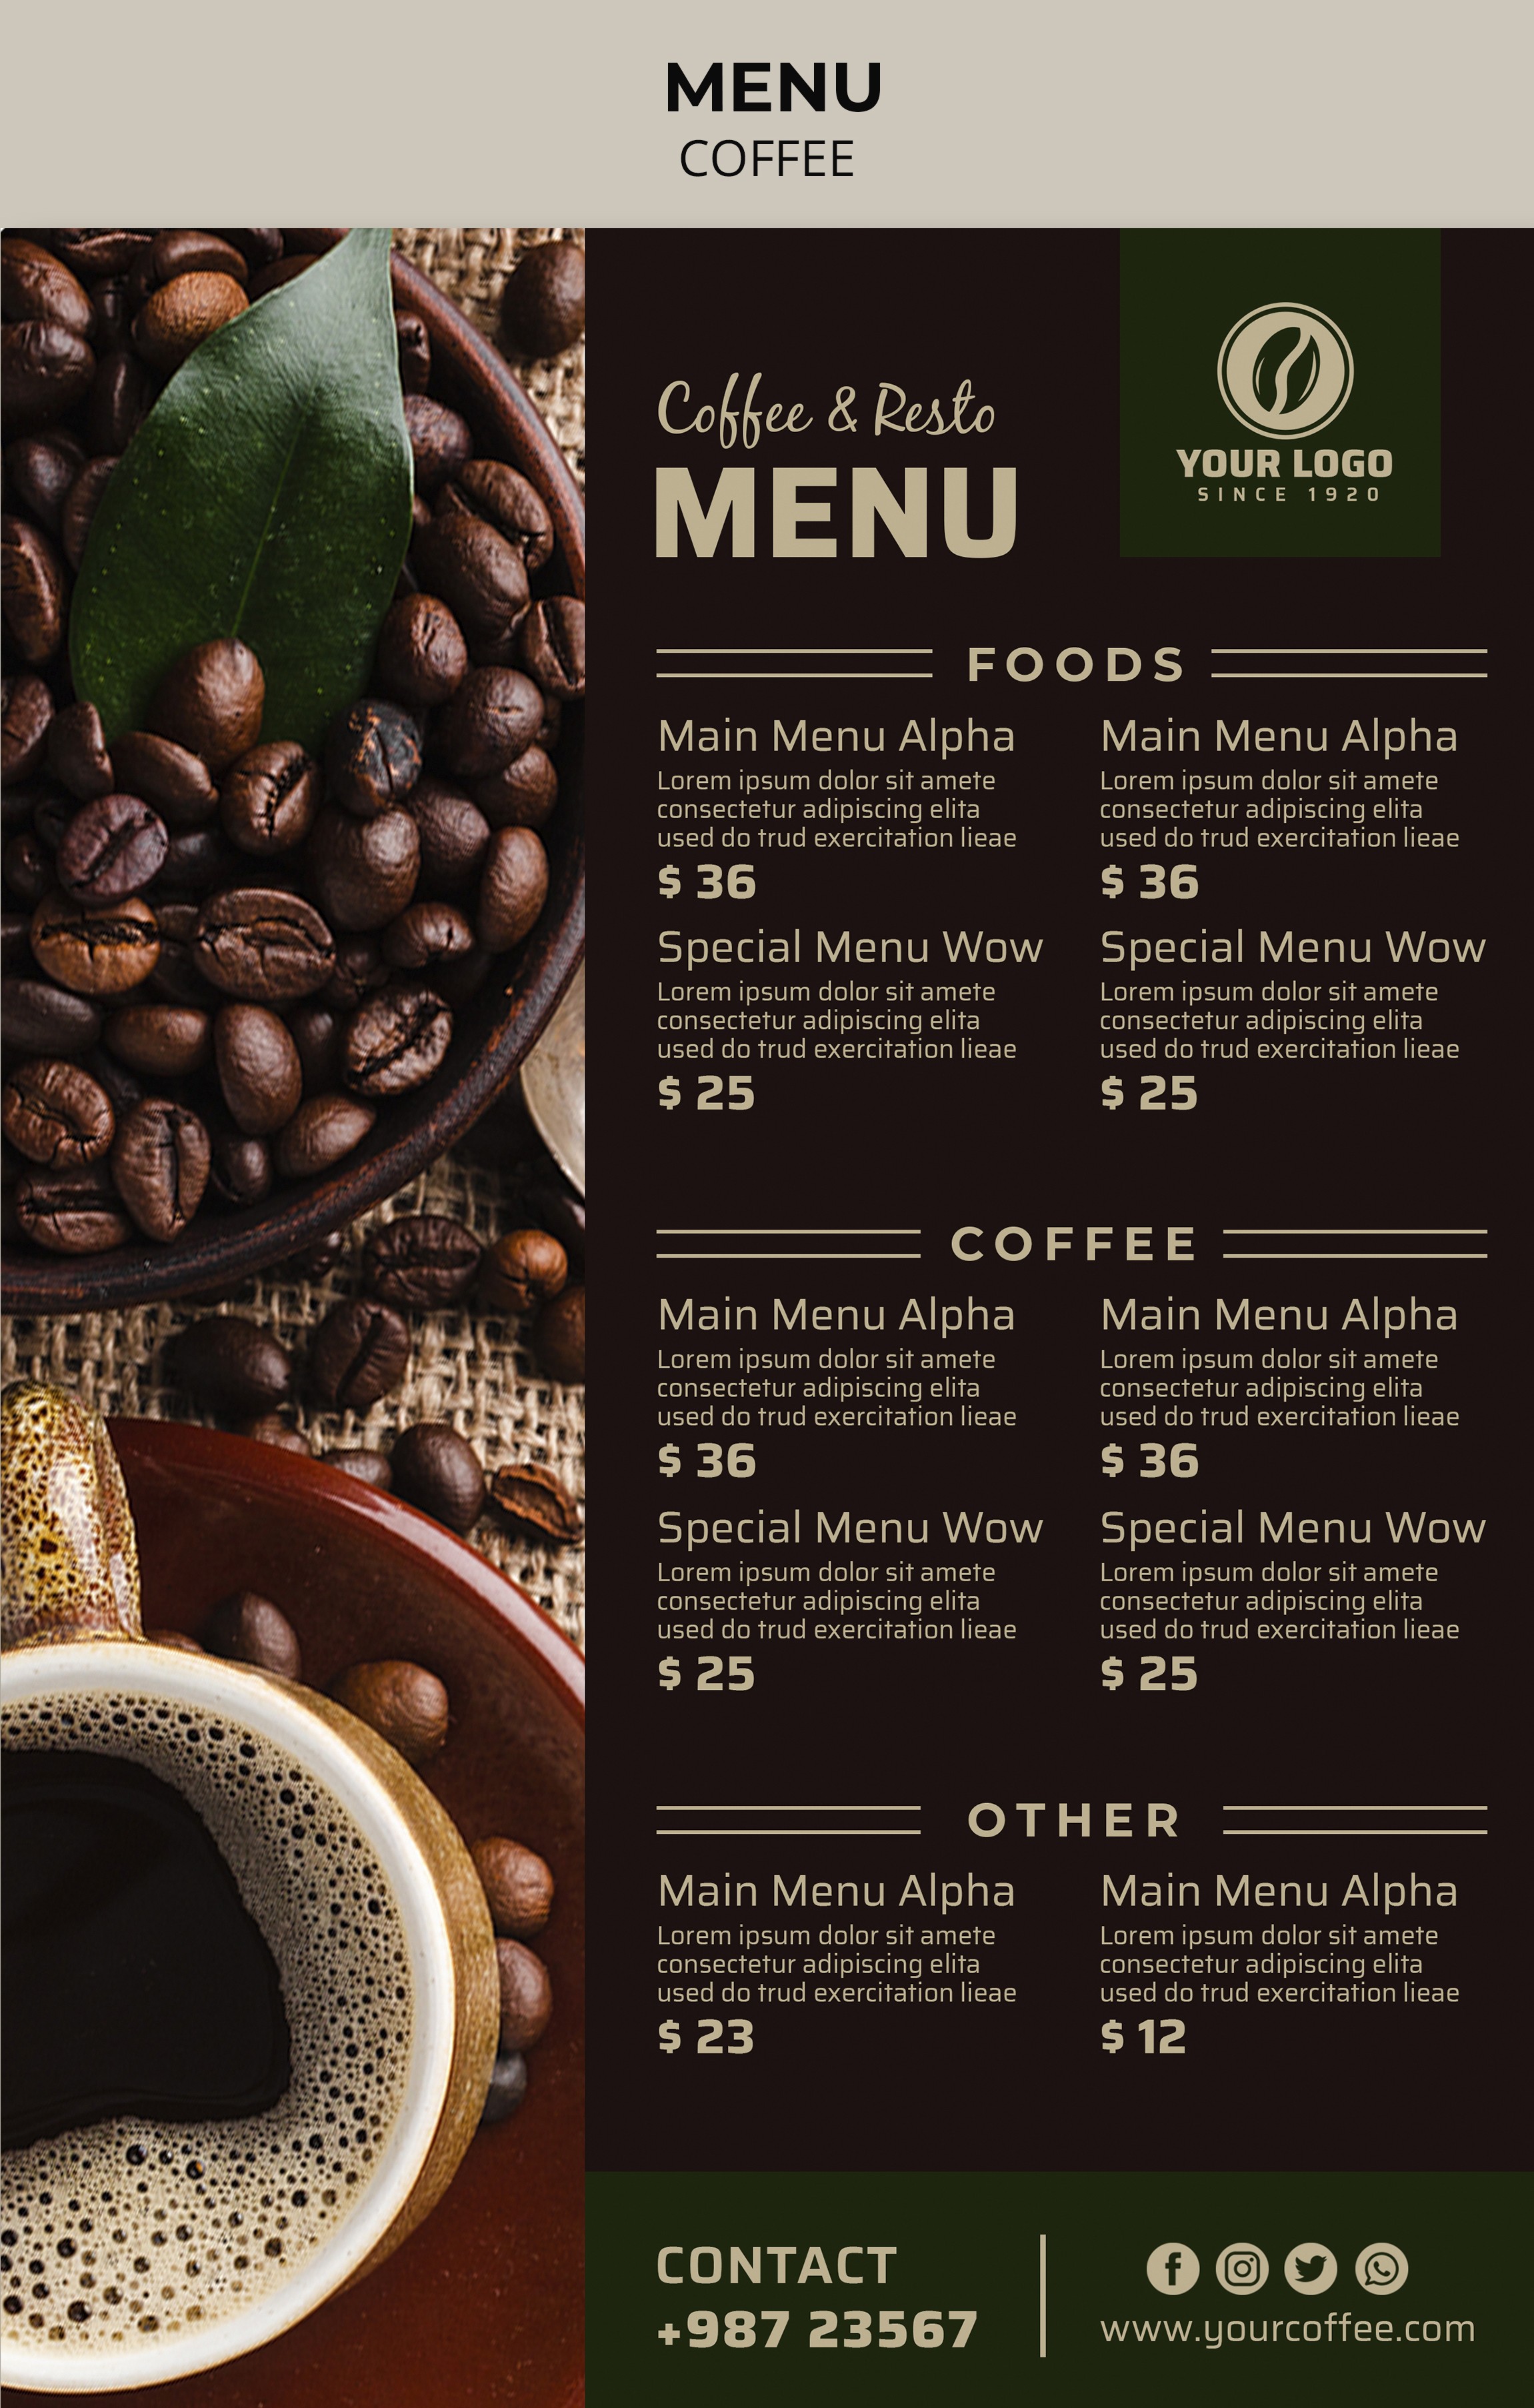 MENU
COFFEE
Coffee & Resto
MENU
YOUR LOGO
SINCE 1920
FOODS
Main Menu Alpha
Lorem ipsum dolor sit amete
consectetur adipiscing elita
used do trud exercitation lieae
$ 36
Main Menu Alpha
Lorem ipsum dolor sit amete
consectetur adipiscing elita
used do trud exercitation lieae
$ 36
Special Menu Wow
Lorem ipsum dolor sit amete
consectetur adipiscing elita
used do trud exercitation lieae
$ 25
Special Menu Wow
Lorem ipsum dolor sit amete
consectetur adipiscing elita
used do trud exercitation lieae
$ 25
COFFEE
Main Menu Alpha
Lorem ipsum dolor sit amete
consectetur adipiscing elita
used do trud exercitation lieae
$ 36
Main Menu Alpha
Lorem ipsum dolor sit amete
consectetur adipiscing elita
used do trud exercitation lieae
$ 36
Special Menu Wow
Lorem ipsum dolor sit amete
consectetur adipiscing elita
used do trud exercitation lieae
$ 25
Special Menu Wow
Lorem ipsum dolor sit amete
consectetur adipiscing elita
used do trud exercitation lieae
$ 25
OTHER
Main Menu Alpha
Lorem ipsum dolor sit amete
consectetur adipiscing elita
used do trud exercitation lieae
$ 23
Main Menu Alpha
Lorem ipsum dolor sit amete
consectetur adipiscing elita
used do trud exercitation lieae
$ 12
CONTACT
+987 23567
www.yourcoffee.com